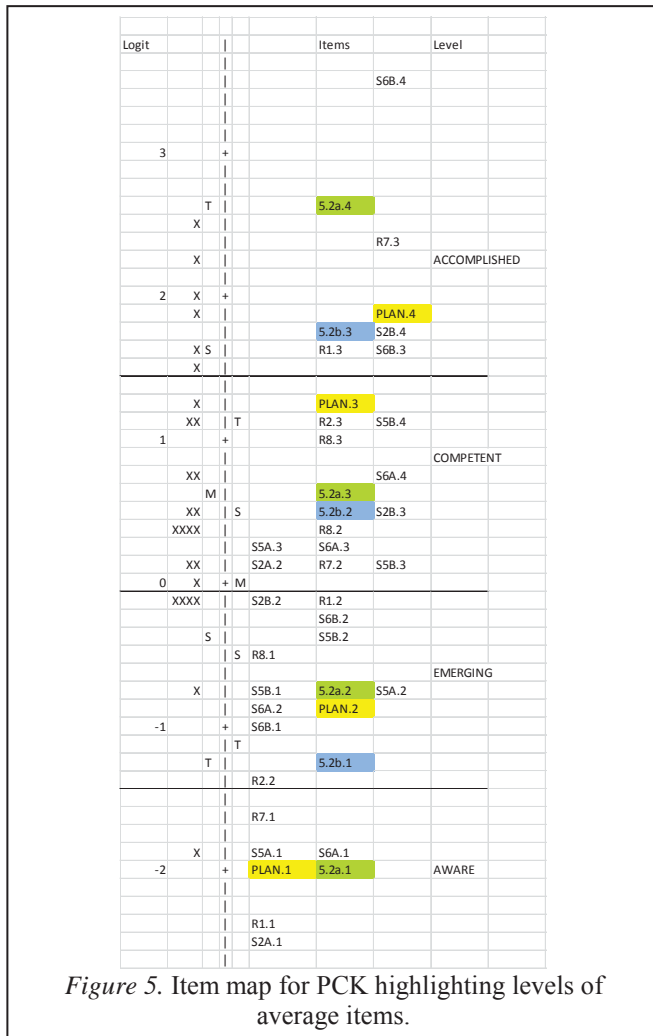 Logit | Items Level
|
| S6B.4
|
|
|
3 +
|
|
T | 5.2a.4
X |
| R7.3
X | ACCOMPLISHED
|
2 X +
X | PLAN.4
| 5.2b.3 S2B.4
X S | R1.3 S6B.3
X |
|
X | PLAN.3
XX | T R2.3 S5B.4
1 + R8.3
| COMPETENT
XX | S6A.4
M | 5.2a.3
XX | S 5.2b.2 S2B.3
XXXX | R8.2
| S5A.3 S6A.3
XX | S2A.2 R7.2 S5B.3
0 X + M
XXXX | S2B.2 R1.2
| S6B.2
S | S5B.2
| S R8.1
| EMERGING
X | S5B.1 5.2a.2 S5A.2
| S6A.2 PLAN.2
-1 + S6B.1
| T
T | 5.2b.1
| R2.2
|
| R7.1
|
X | S5A.1 S6A.1
-2 + PLAN.1 5.2a.1 AWARE
|
|
| R1.1
| S2A.1
|
Figure 5. Item map for PCK highlighting levels of
average items.